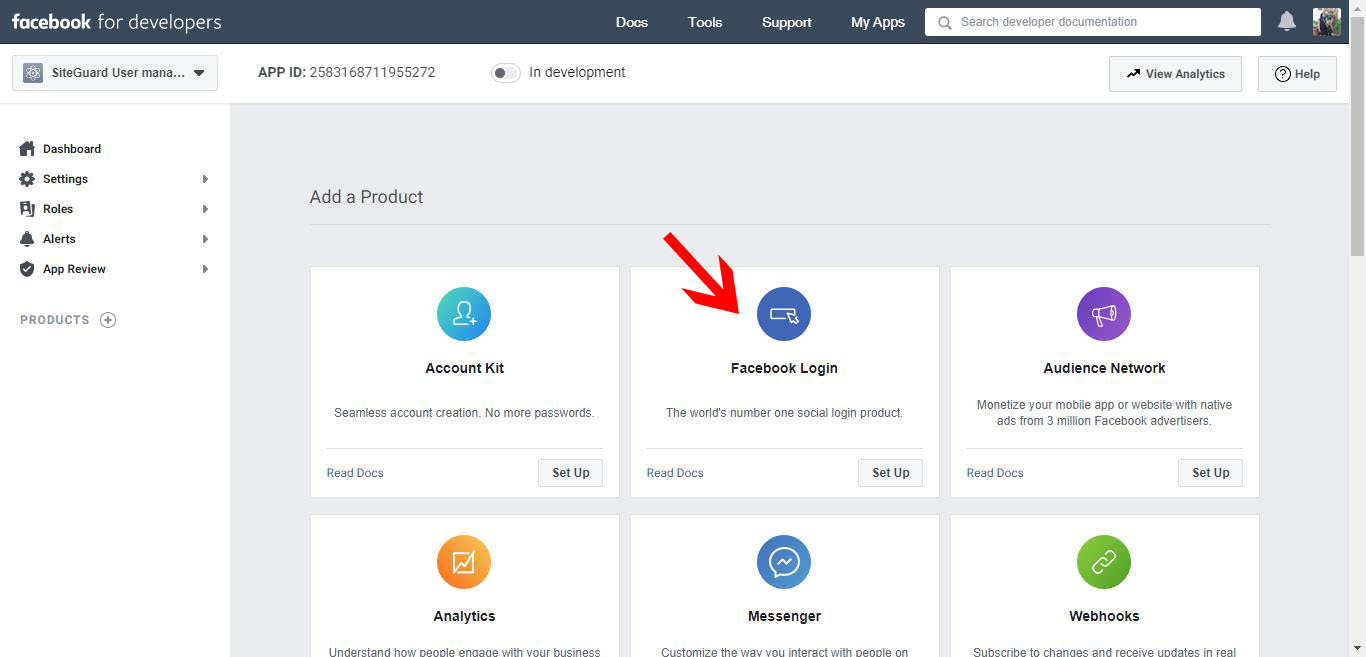 facebook for developers
Docs
Tools
Support
My Apps
Search developer documentation
SiteGuard User mana...
APP ID: 2583168711955272
In development
View Analytics
Help
Dashboard
Settings
Roles
Alerts
App Review
PRODUCTS
Add a Product
Account Kit
Seamless account creation. No more passwords.
Read Docs
Set Up
Facebook Login
The world's number one social login product.
Read Docs
Set Up
Audience Network
Monetize your mobile app or website with native
ads from 3 million Facebook advertisers.
Read Docs
Set Up
Analytics
Understand how people engage with your business
Messenger
Customize the way you interact with people on
Webhooks
Subscribe to changes and receive updates in real